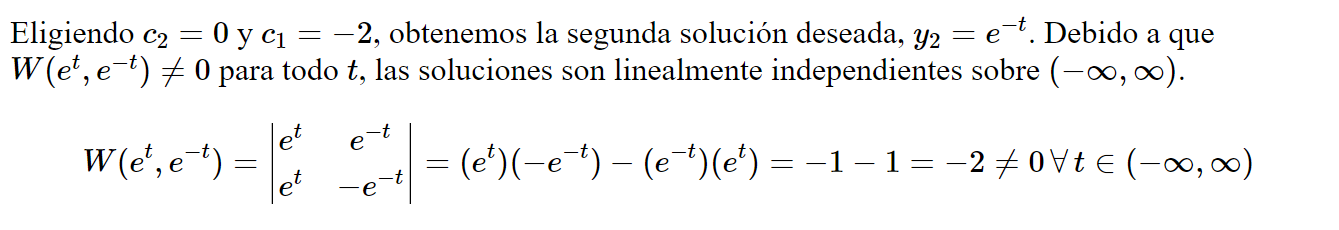 Eligiendo c₂ = 0 y c₁ = −2, obtenemos la segunda solución deseada, y₂ = e⁻ᵗ. Debido a que
W(eᵗ, e⁻ᵗ) ≠ 0 para todo t, las soluciones son linealmente independientes sobre (−∞, ∞).
W(eᵗ, e⁻ᵗ) = |eᵗ e⁻ᵗ; eᵗ −e⁻ᵗ| = (eᵗ)(−e⁻ᵗ) − (e⁻ᵗ)(eᵗ) = −1 − 1 = −2 ≠ 0 ∀ t ∈ (−∞, ∞)